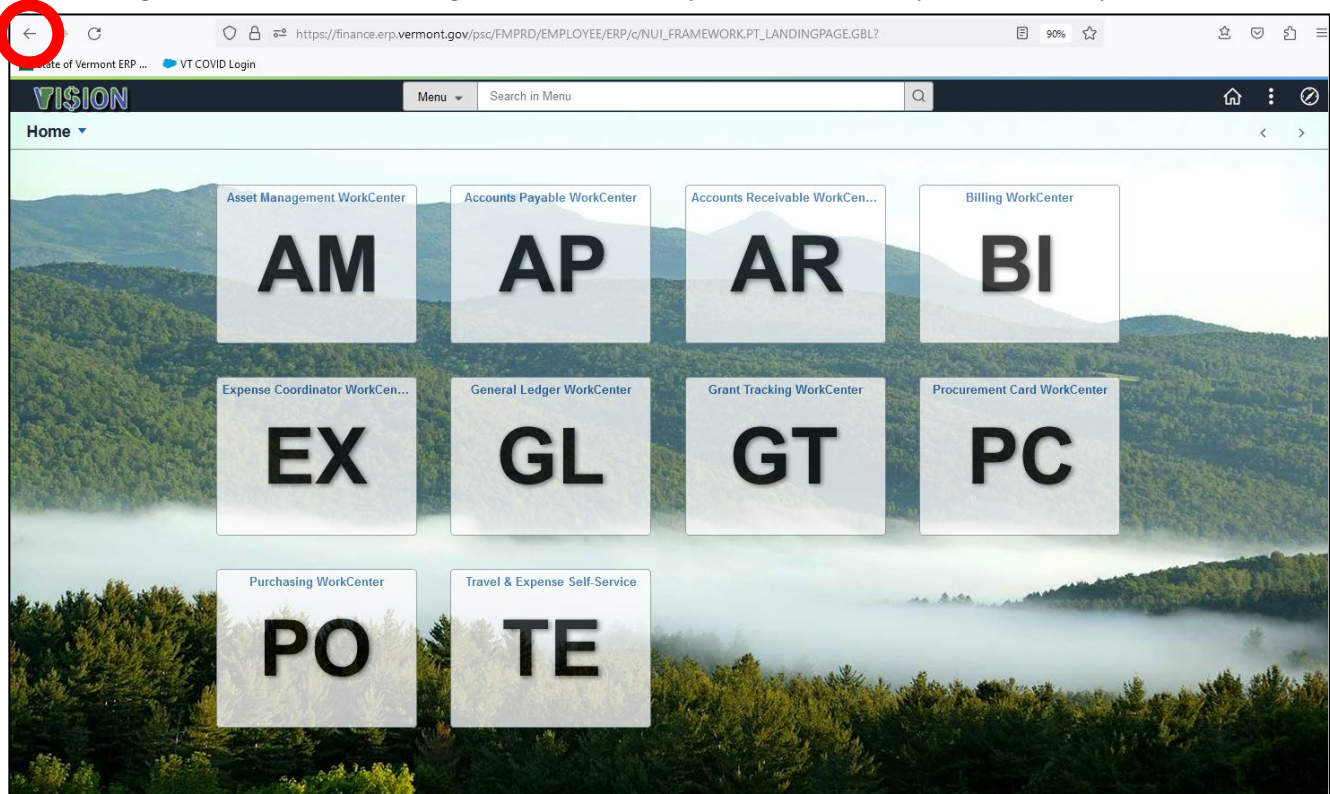 https://finance.erp.vermont.gov/psc/FMPRD/EMPLOYEE/ERP/c/NUI_FRAMEWORK.PT_LANDINGPAGE.GBL?
90%
State of Vermont ERP ...
VT COVID Login
VISION
Menu
Search in Menu
Home
Asset Management WorkCenter
Accounts Payable WorkCenter
Accounts Receivable WorkCen...
Billing WorkCenter
AM
AP
AR
BI
Expense Coordinator WorkCen...
General Ledger WorkCenter
Grant Tracking WorkCenter
Procurement Card WorkCenter
EX
GL
GT
PC
Purchasing WorkCenter
Travel & Expense Self-Service
PO
TE